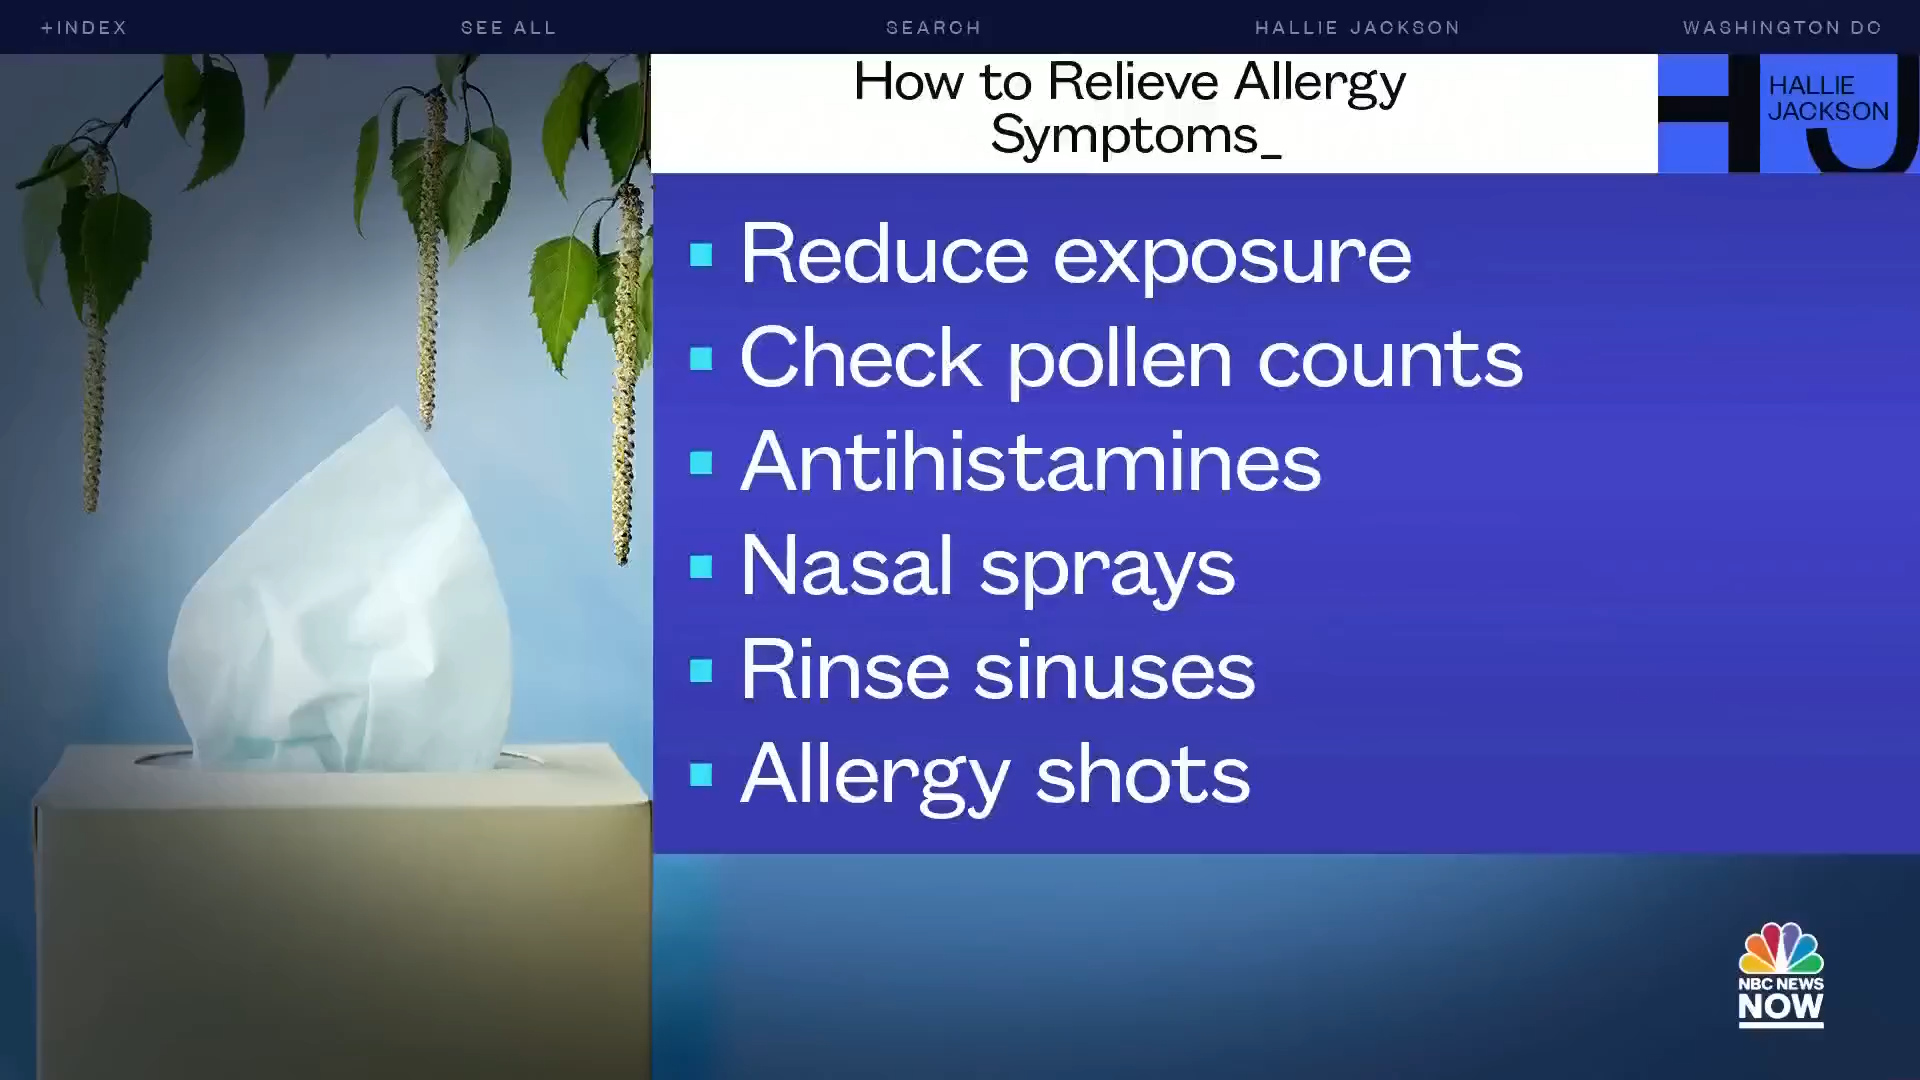 +INDEX
SEE ALL
SEARCH
HALLIE JACKSON
WASHINGTON DC
How to Relieve Allergy
Symptoms_
HALLIE
JACKSON
HJ
Reduce exposure
Check pollen counts
Antihistamines
Nasal sprays
Rinse sinuses
Allergy shots
NBC NEWS
NOW